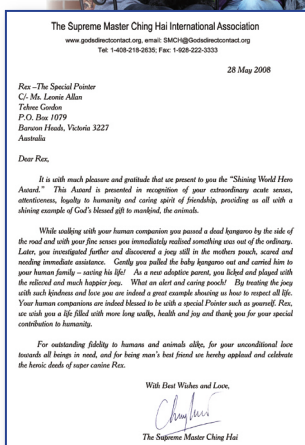 The Supreme Master Ching Hai International Association
www.godsdirectcontact.org, email: SMCH@Godsdirectcontact.org
Tel: 1-408-218-2635; Fax: 1-928-222-3333
28 May 2008
Rex –The Special Pointer
C/- Ms. Leonie Allan
Tehree Gordon
P.O. Box 1079
Barwon Heads, Victoria 3227
Australia
Dear Rex,
It is with much pleasure and gratitude that we present to you the "Shining World Hero
Award." This Award is presented in recognition of your extraordinary acute senses,
attentiveness, loyalty to humanity and caring spirit of friendship, providing us all with a
shining example of God's blessed gift to mankind, the animals.
While walking with your human companion you passed a dead kangaroo by the side of
the road and with your fine senses you immediately realised something was out of the ordinary.
Later, you investigated further and discovered a joey still in the mothers pouch, scared and
needing immediate assistance. Gently you pulled the baby kangaroo out and carried him to
your human family – saving his life! As a new adoptive parent, you licked and played with
the relieved and much happier joey. What an alert and caring pooch! By treating the joey
with such kindness and love you are indeed a great example showing us how to respect all life.
Your human companions are indeed blessed to be with a special Pointer such as yourself. Rex,
we wish you a life filled with more long walks, health and joy and thank you for your special
contribution to humanity.
For outstanding fidelity to humans and animals alike, for your unconditional love
towards all beings in need, and for being man's best friend we hereby applaud and celebrate
the heroic deeds of super canine Rex.
With Best Wishes and Love,
The Supreme Master Ching Hai